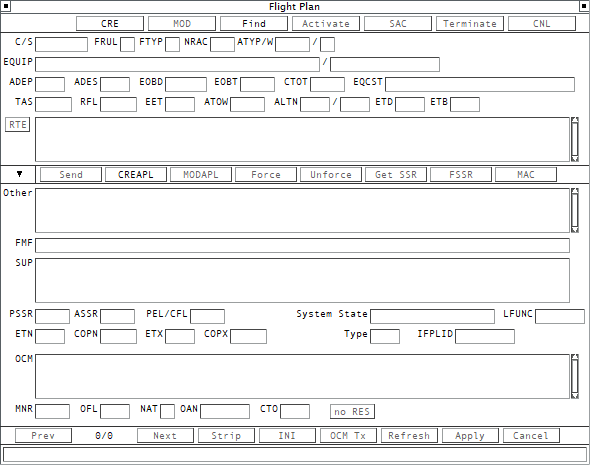 Flight Plan
CRE MOD Find Activate SAC Terminate CNL
C/S FRUL FTYP NRAC ATYP/W /
EQUIP /
ADEP ADES EOBD EOBT CTOT EQCST
TAS RFL EET ATOW ALTN / ETD ETB
RTE
Send CREAPL MODAPL Force Unforce Get SSR FSSR MAC
Other
FMF
SUP
PSSR ASSR PEL/CFL System State LFUNC
ETN COPN ETX COPX Type IFPLID
OCM
MNR OFL NAT OAN CTO no RES
Prev 0/0 Next Strip INI OCM Tx Refresh Apply Cancel